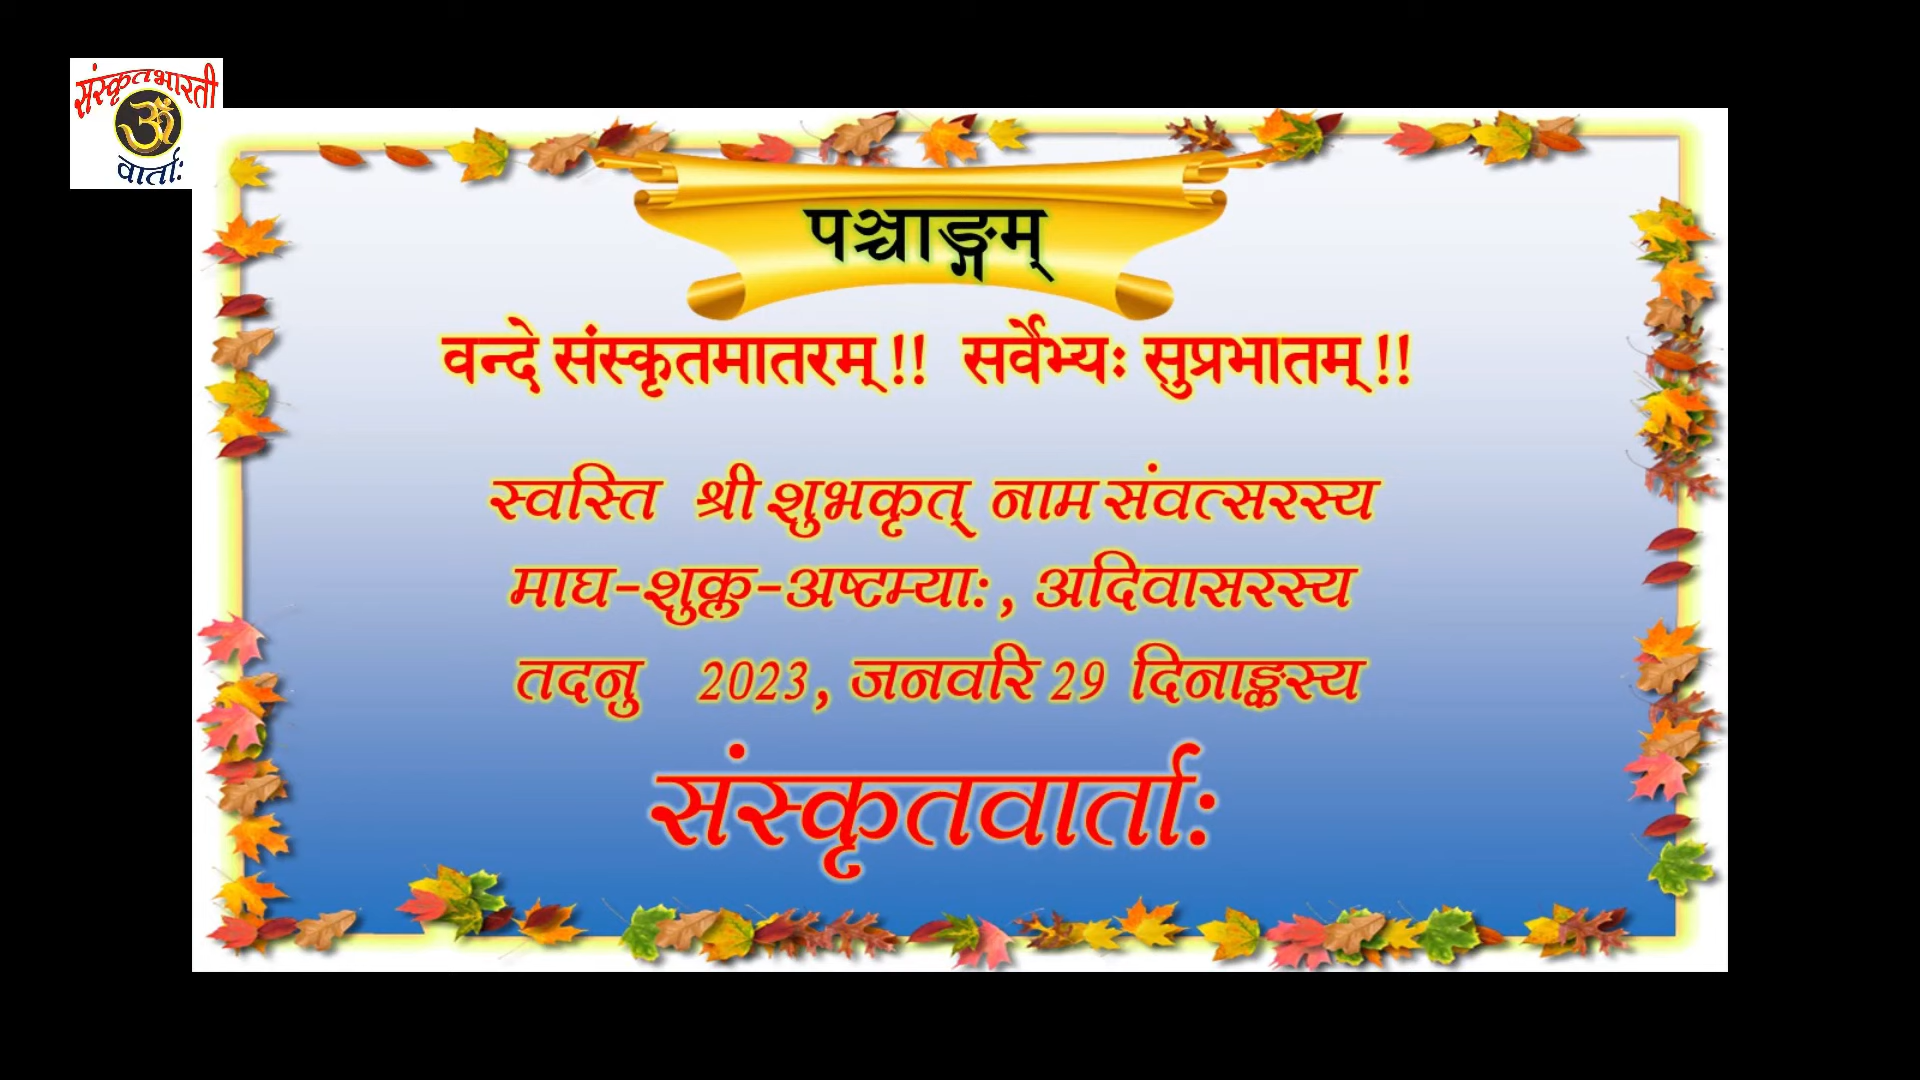 संस्कृतभारती
ॐ
वार्ताः
पञ्चाङ्गम्
वन्दे संस्कृतमातरम् !! सर्वेभ्यः सुप्रभातम् !!
स्वस्ति श्री शुभकृत् नाम संवत्सरस्य
माघ-शुक्ल-अष्टम्याः, अदिवासरस्य
तदनु 2023, जनवरि 29 दिनाङ्कस्य
संस्कृतवार्ताः